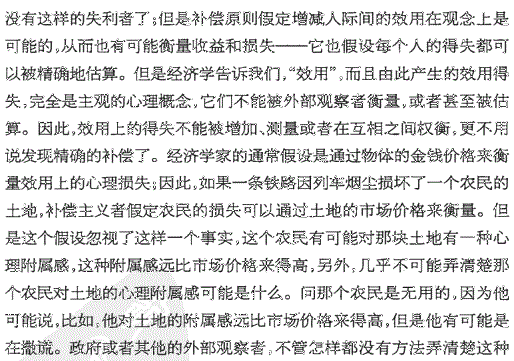 没有这样的失利者了;但是补偿原则假定增减人际间的效用在观念上是
可能的,从而也有可能衡量收益和损失——它也假设每个人的得失都可
以被精确地估算。但是经济学告诉我们,“效用”,而且由此产生的效用得
失,完全是主观的心理概念,它们不能被外部观察者衡量,或者甚至被估
算。因此,效用上的得失不能被增加、测量或者在互相之间权衡,更不用
说发现精确的补偿了。经济学家的通常假设是通过物体的金钱价格来衡
量效用上的心理损失;因此,如果一条铁路因列车烟尘损坏了一个农民的
土地,补偿主义者假定农民的损失可以通过土地的市场价格来衡量。但
是这个假设忽视了这样一个事实,这个农民有可能对那块土地有一种心
理附属感,这种附属感远比市场价格来得高,另外,几乎不可能弄清楚那
个农民对土地的心理附属感可能是什么。问那个农民是无用的,因为他
可能说,比如,他对土地的附属感远比市场价格来得高,但是他有可能是
在撒谎。政府或者其他的外部观察者,不管怎样都没有方法弄清楚这种